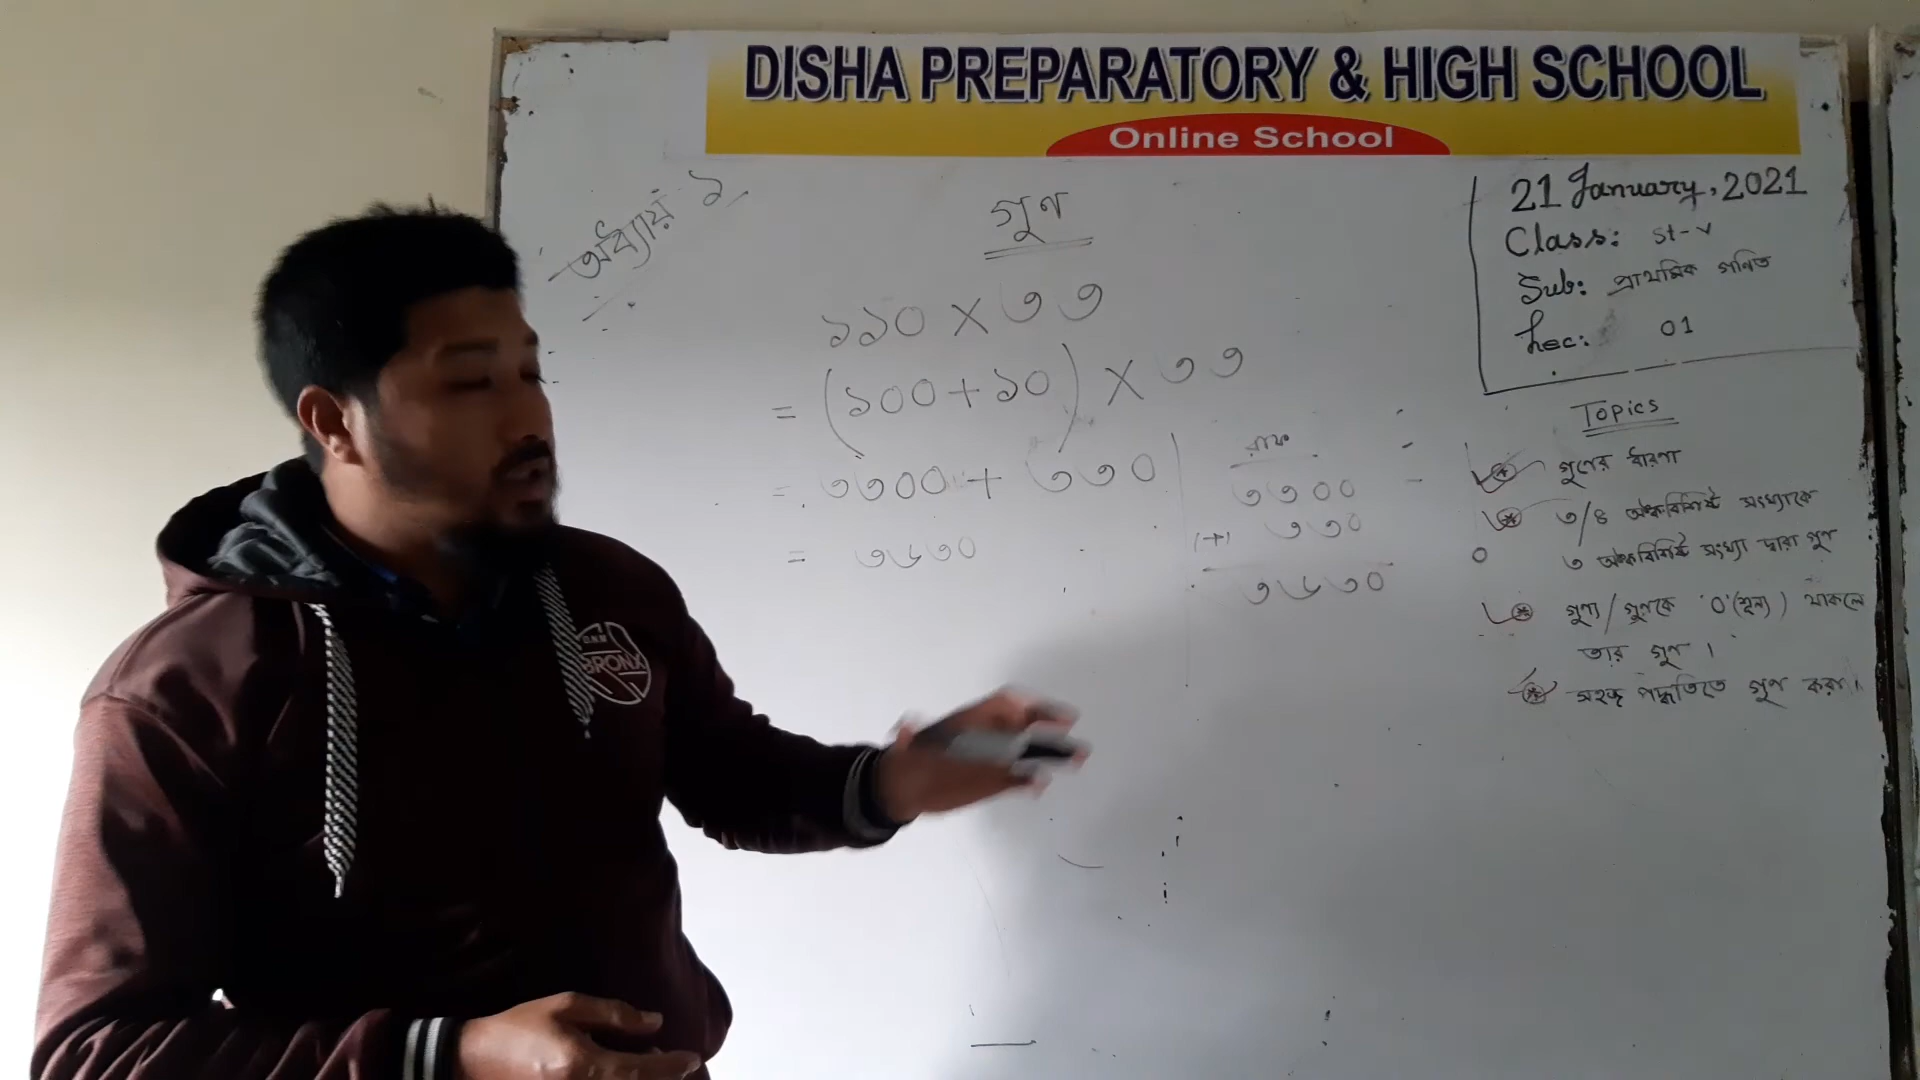 DISHA PREPARATORY & HIGH SCHOOL
Online School
অধ্যায় ১
গুণ
১১০ × ৩৩
= (১০০+১০) × ৩৩
= ৩৩০০ + ৩৩০
= ৩৬৩০
রাফ
৩৩০০
(+) ৩৩০
৩৬৩০
21 January, 2021
Class: st-v
Sub: প্রাথমিক গনিত
Lec: 01
Topics
গুণের ধারণা
৩/৪ অঙ্কবিশিষ্ট সংখ্যাকে
৩ অঙ্কবিশিষ্ট সংখ্যা দ্বারা গুণ
গুণ্য/গুণকে '0'(শূন্য) থাকলে
তার গুণ ।
সহজ পদ্ধতিতে গুণ করা।
BRONX